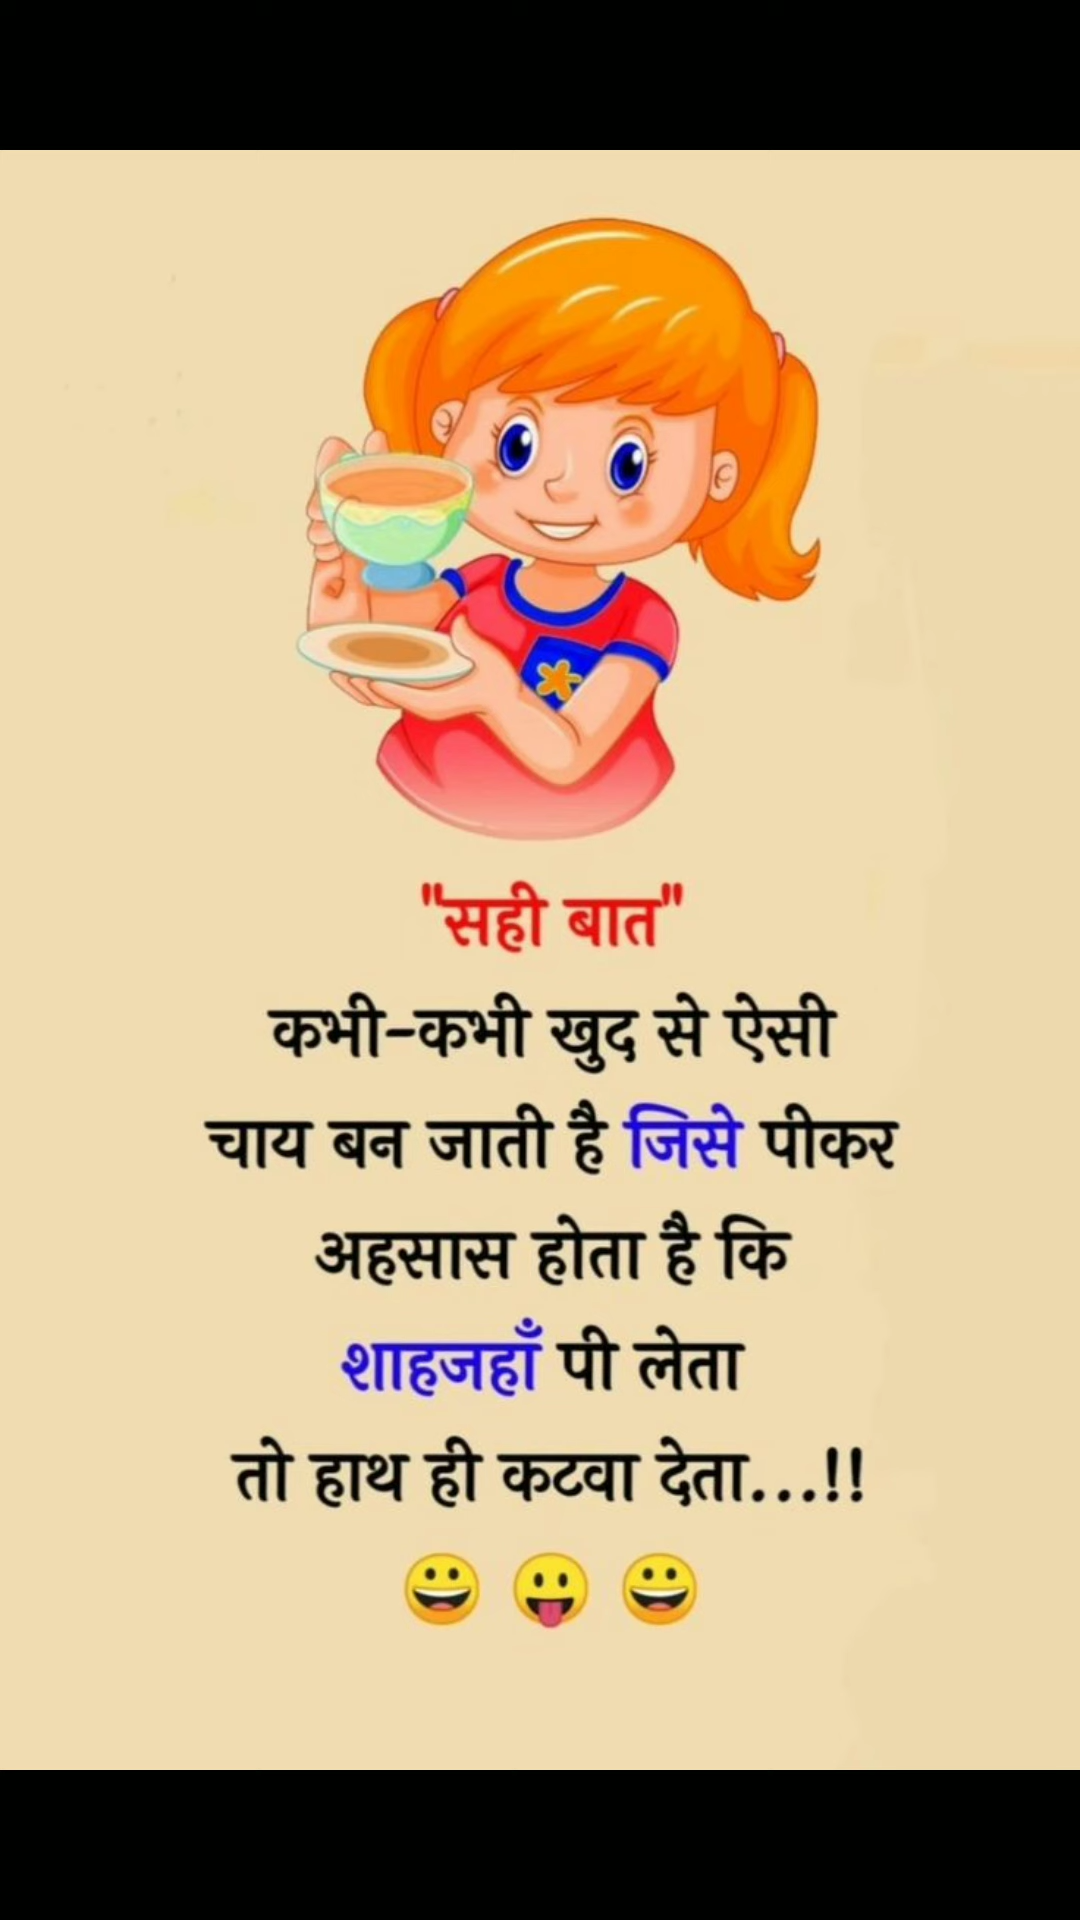 "सही बात"
कभी-कभी खुद से ऐसी
चाय बन जाती है जिसे पीकर
अहसास होता है कि
शाहजहाँ पी लेता
तो हाथ ही कटवा देता...!!
😀 😛 😀